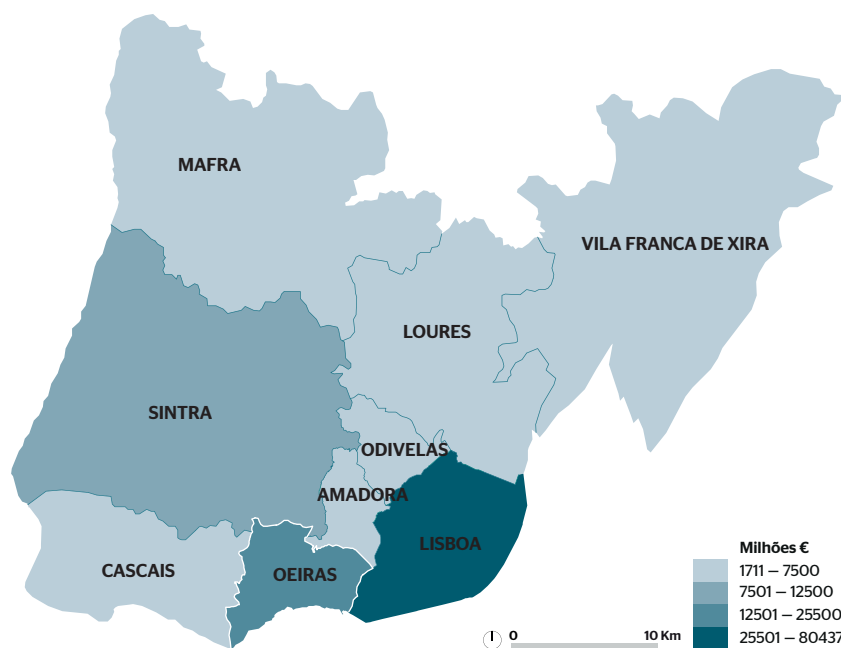 MAFRA
VILA FRANCA DE XIRA
LOURES
SINTRA
ODIVELAS
AMADORA
LISBOA
CASCAIS
OEIRAS
Milhões €
1711 – 7500
7501 – 12500
12501 – 25500
25501 – 80437
0 10 Km